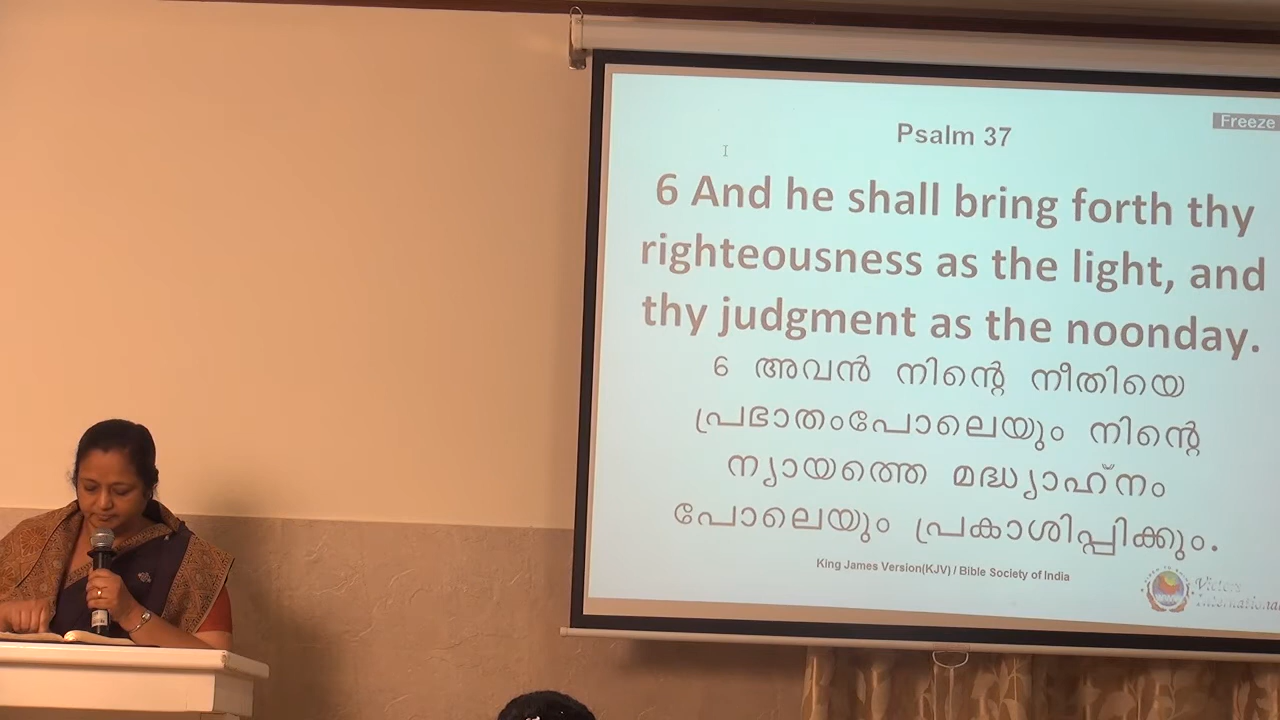 Freeze
Psalm 37
6 And he shall bring forth thy
righteousness as the light, and
thy judgment as the noonday.
6 അവൻ നിന്റെ നീതിയെ
പ്രഭാതംപോലെയും നിന്റെ
ന്യായത്തെ മദ്ധ്യാഹ്നം
പോലെയും പ്രകാശിപ്പിക്കും.
King James Version(KJV) / Bible Society of India
International